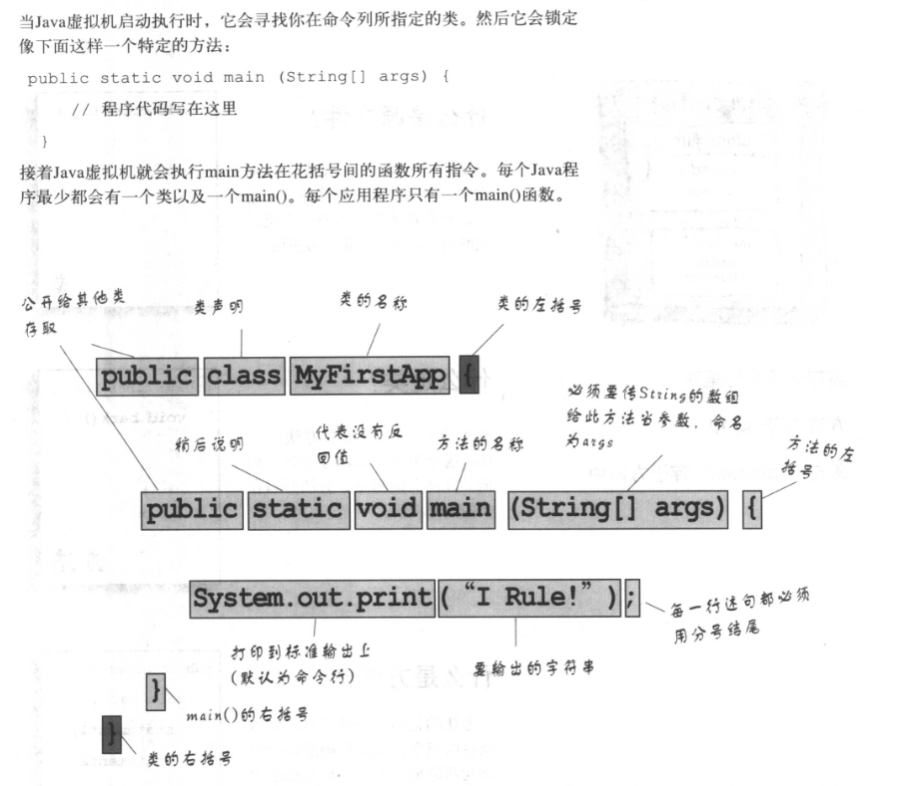 当Java虚拟机启动执行时，它会寻找你在命令列所指定的类。然后它会锁定
像下面这样一个特定的方法：
public static void main (String[] args) {
// 程序代码写在这里
}
接着Java虚拟机就会执行main方法在花括号间的函数所有指令。每个Java程
序最少都会有一个类以及一个main()。每个应用程序只有一个main()函数。
公开给其他类
存取
类声明
类的名称
类的左括号
public class MyFirstApp {
稍后说明
代表没有反
回值
方法的名称
必须要传String的数组
给此方法当参数，命名
为args
方法的左
括号
public static void main (String[] args) {
System.out.print(“I Rule!”);
每一行述句都必须
用分号结尾
打印到标准输出上
(默认为命令行)
要输出的字符串
}
main()的右括号
}
类的右括号